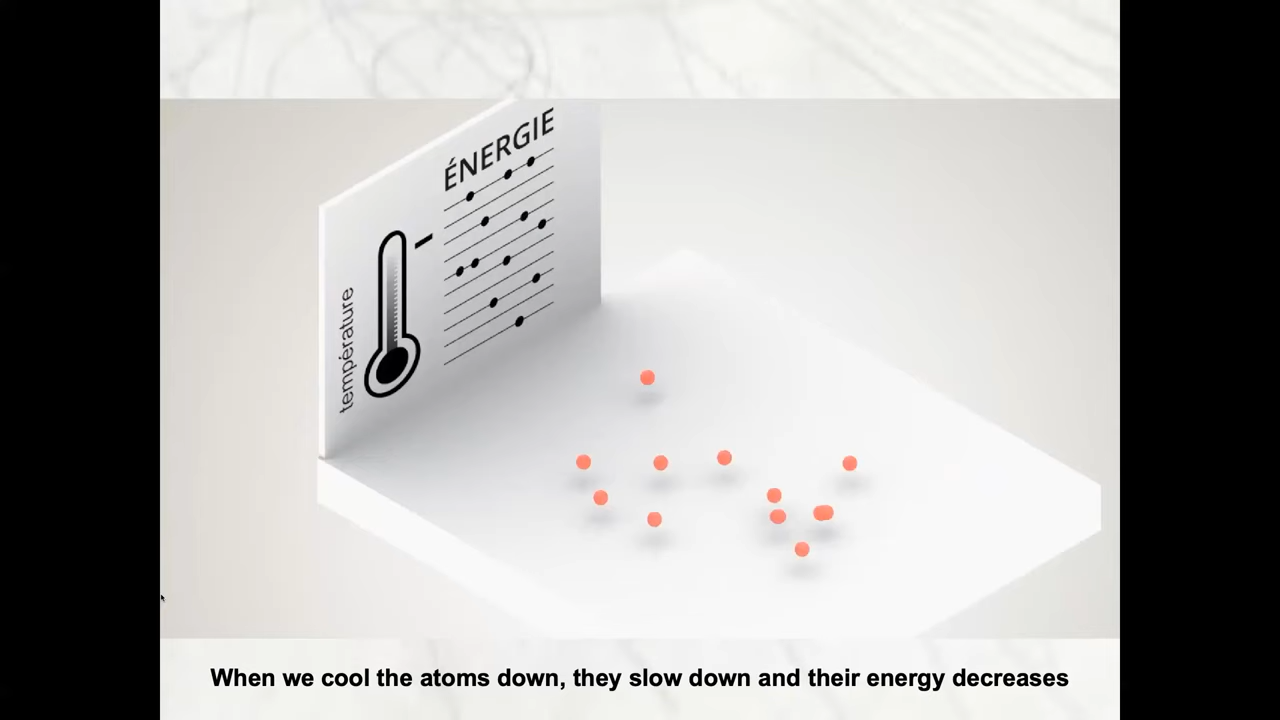 ÉNERGIE
température
When we cool the atoms down, they slow down and their energy decreases